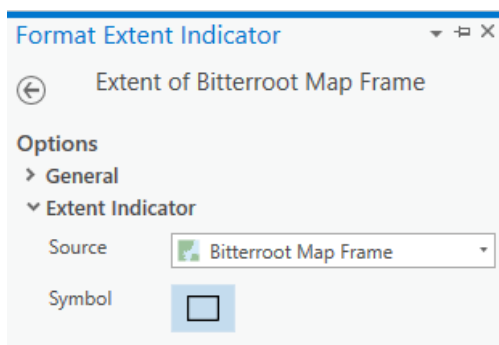 Format Extent Indicator
Extent of Bitterroot Map Frame
Options
General
Extent Indicator
Source Bitterroot Map Frame
Symbol